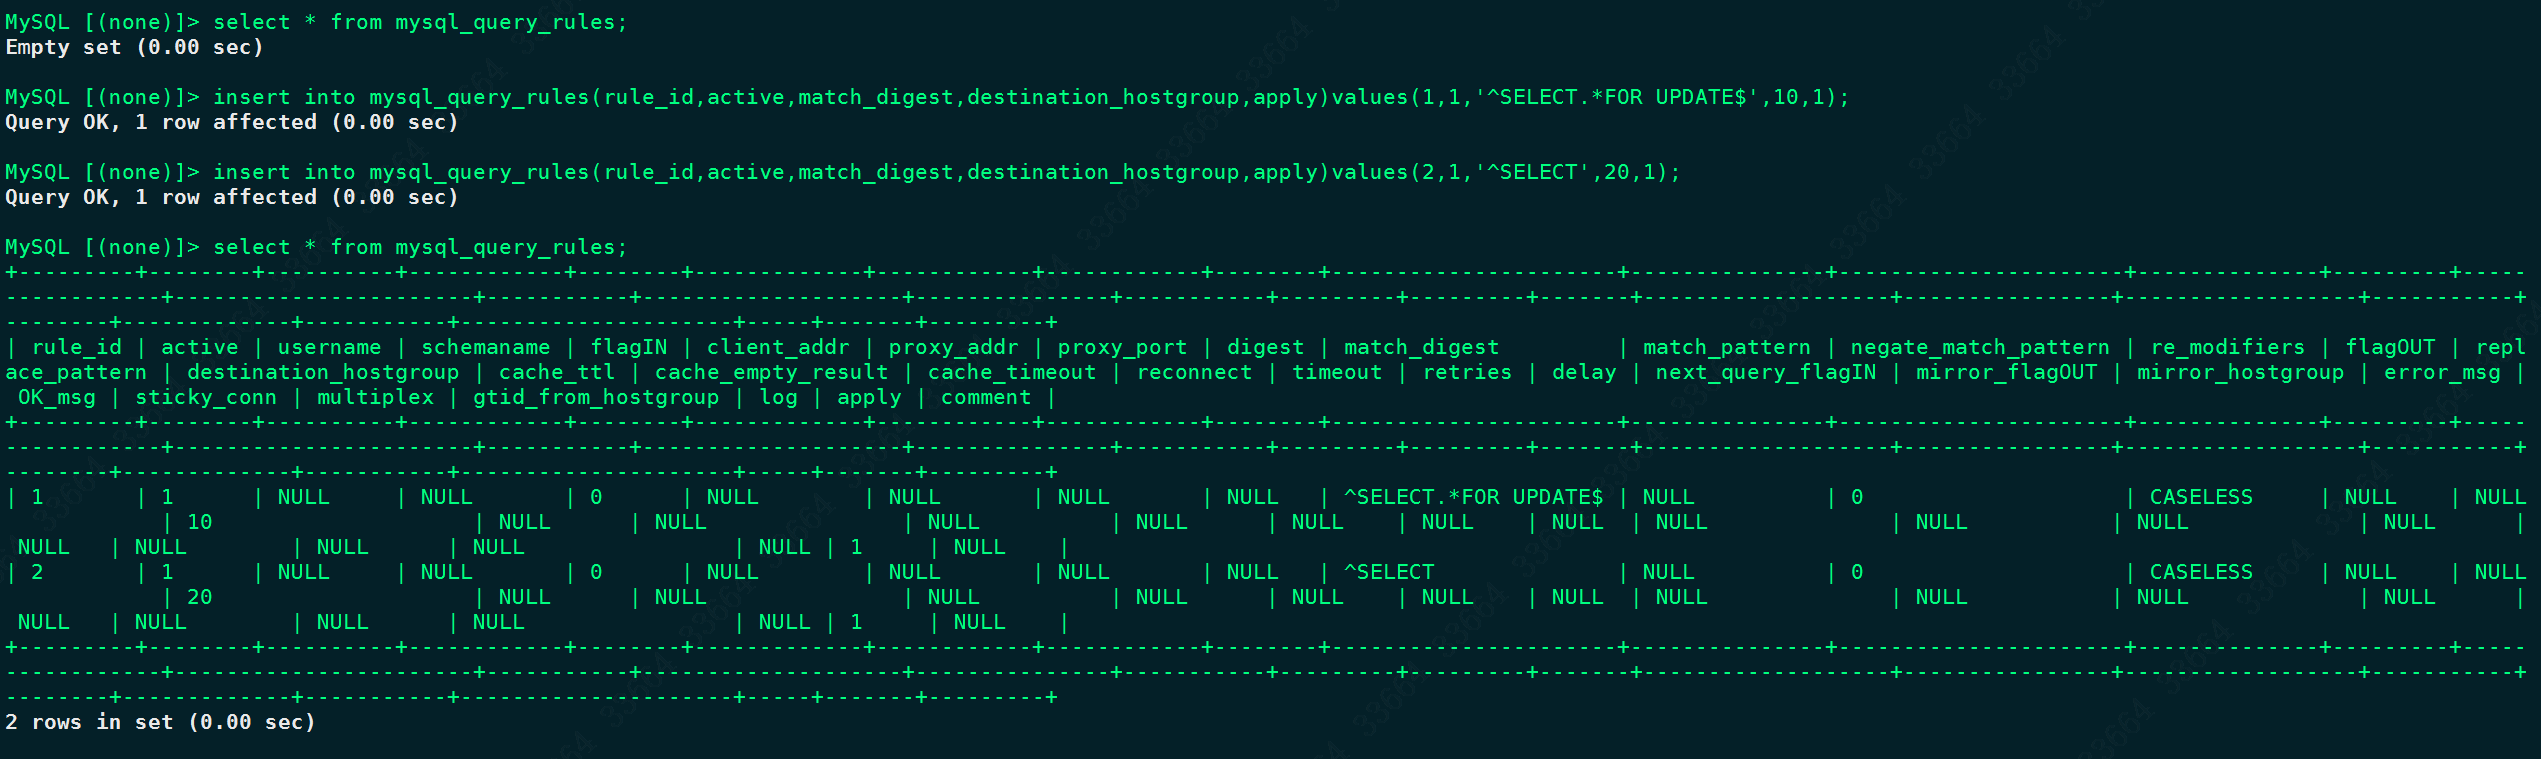 MySQL [(none)]> select * from mysql_query_rules;
Empty set (0.00 sec)

MySQL [(none)]> insert into mysql_query_rules(rule_id,active,match_digest,destination_hostgroup,apply)values(1,1,'^SELECT.*FOR UPDATE$',10,1);
Query OK, 1 row affected (0.00 sec)

MySQL [(none)]> insert into mysql_query_rules(rule_id,active,match_digest,destination_hostgroup,apply)values(2,1,'^SELECT',20,1);
Query OK, 1 row affected (0.00 sec)

MySQL [(none)]> select * from mysql_query_rules;
| rule_id | active | username | schemaname | flagIN | client_addr | proxy_addr | proxy_port | digest | match_digest | match_pattern | negate_match_pattern | re_modifiers | flagOUT | repl
ace_pattern | destination_hostgroup | cache_ttl | cache_empty_result | cache_timeout | reconnect | timeout | retries | delay | next_query_flagIN | mirror_flagOUT | mirror_hostgroup | error_msg |
OK_msg | sticky_conn | multiplex | gtid_from_hostgroup | log | apply | comment |
| 1 | 1 | NULL | NULL | 0 | NULL | NULL | NULL | NULL | ^SELECT.*FOR UPDATE$ | NULL | 0 | CASELESS | NULL | NULL
| 10 | NULL | NULL | NULL | NULL | NULL | NULL | NULL | NULL | NULL | NULL | NULL |
NULL | NULL | NULL | NULL | NULL | 1 | NULL |
| 2 | 1 | NULL | NULL | 0 | NULL | NULL | NULL | NULL | ^SELECT | NULL | 0 | CASELESS | NULL | NULL
| 20 | NULL | NULL | NULL | NULL | NULL | NULL | NULL | NULL | NULL | NULL | NULL |
NULL | NULL | NULL | NULL | NULL | 1 | NULL |
2 rows in set (0.00 sec)